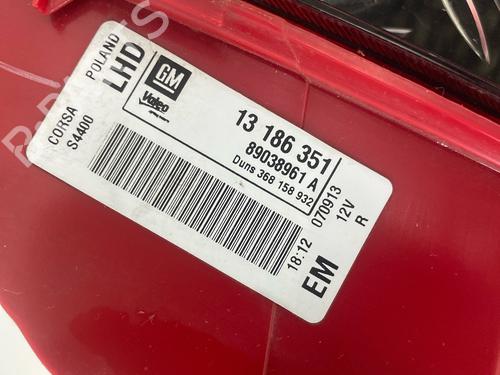 CORSA POLAND
S4400 LHD
GM
Valeo
13 186 351
89038961 A
Duns 368 158 932
18:12 070913
12V
EM R